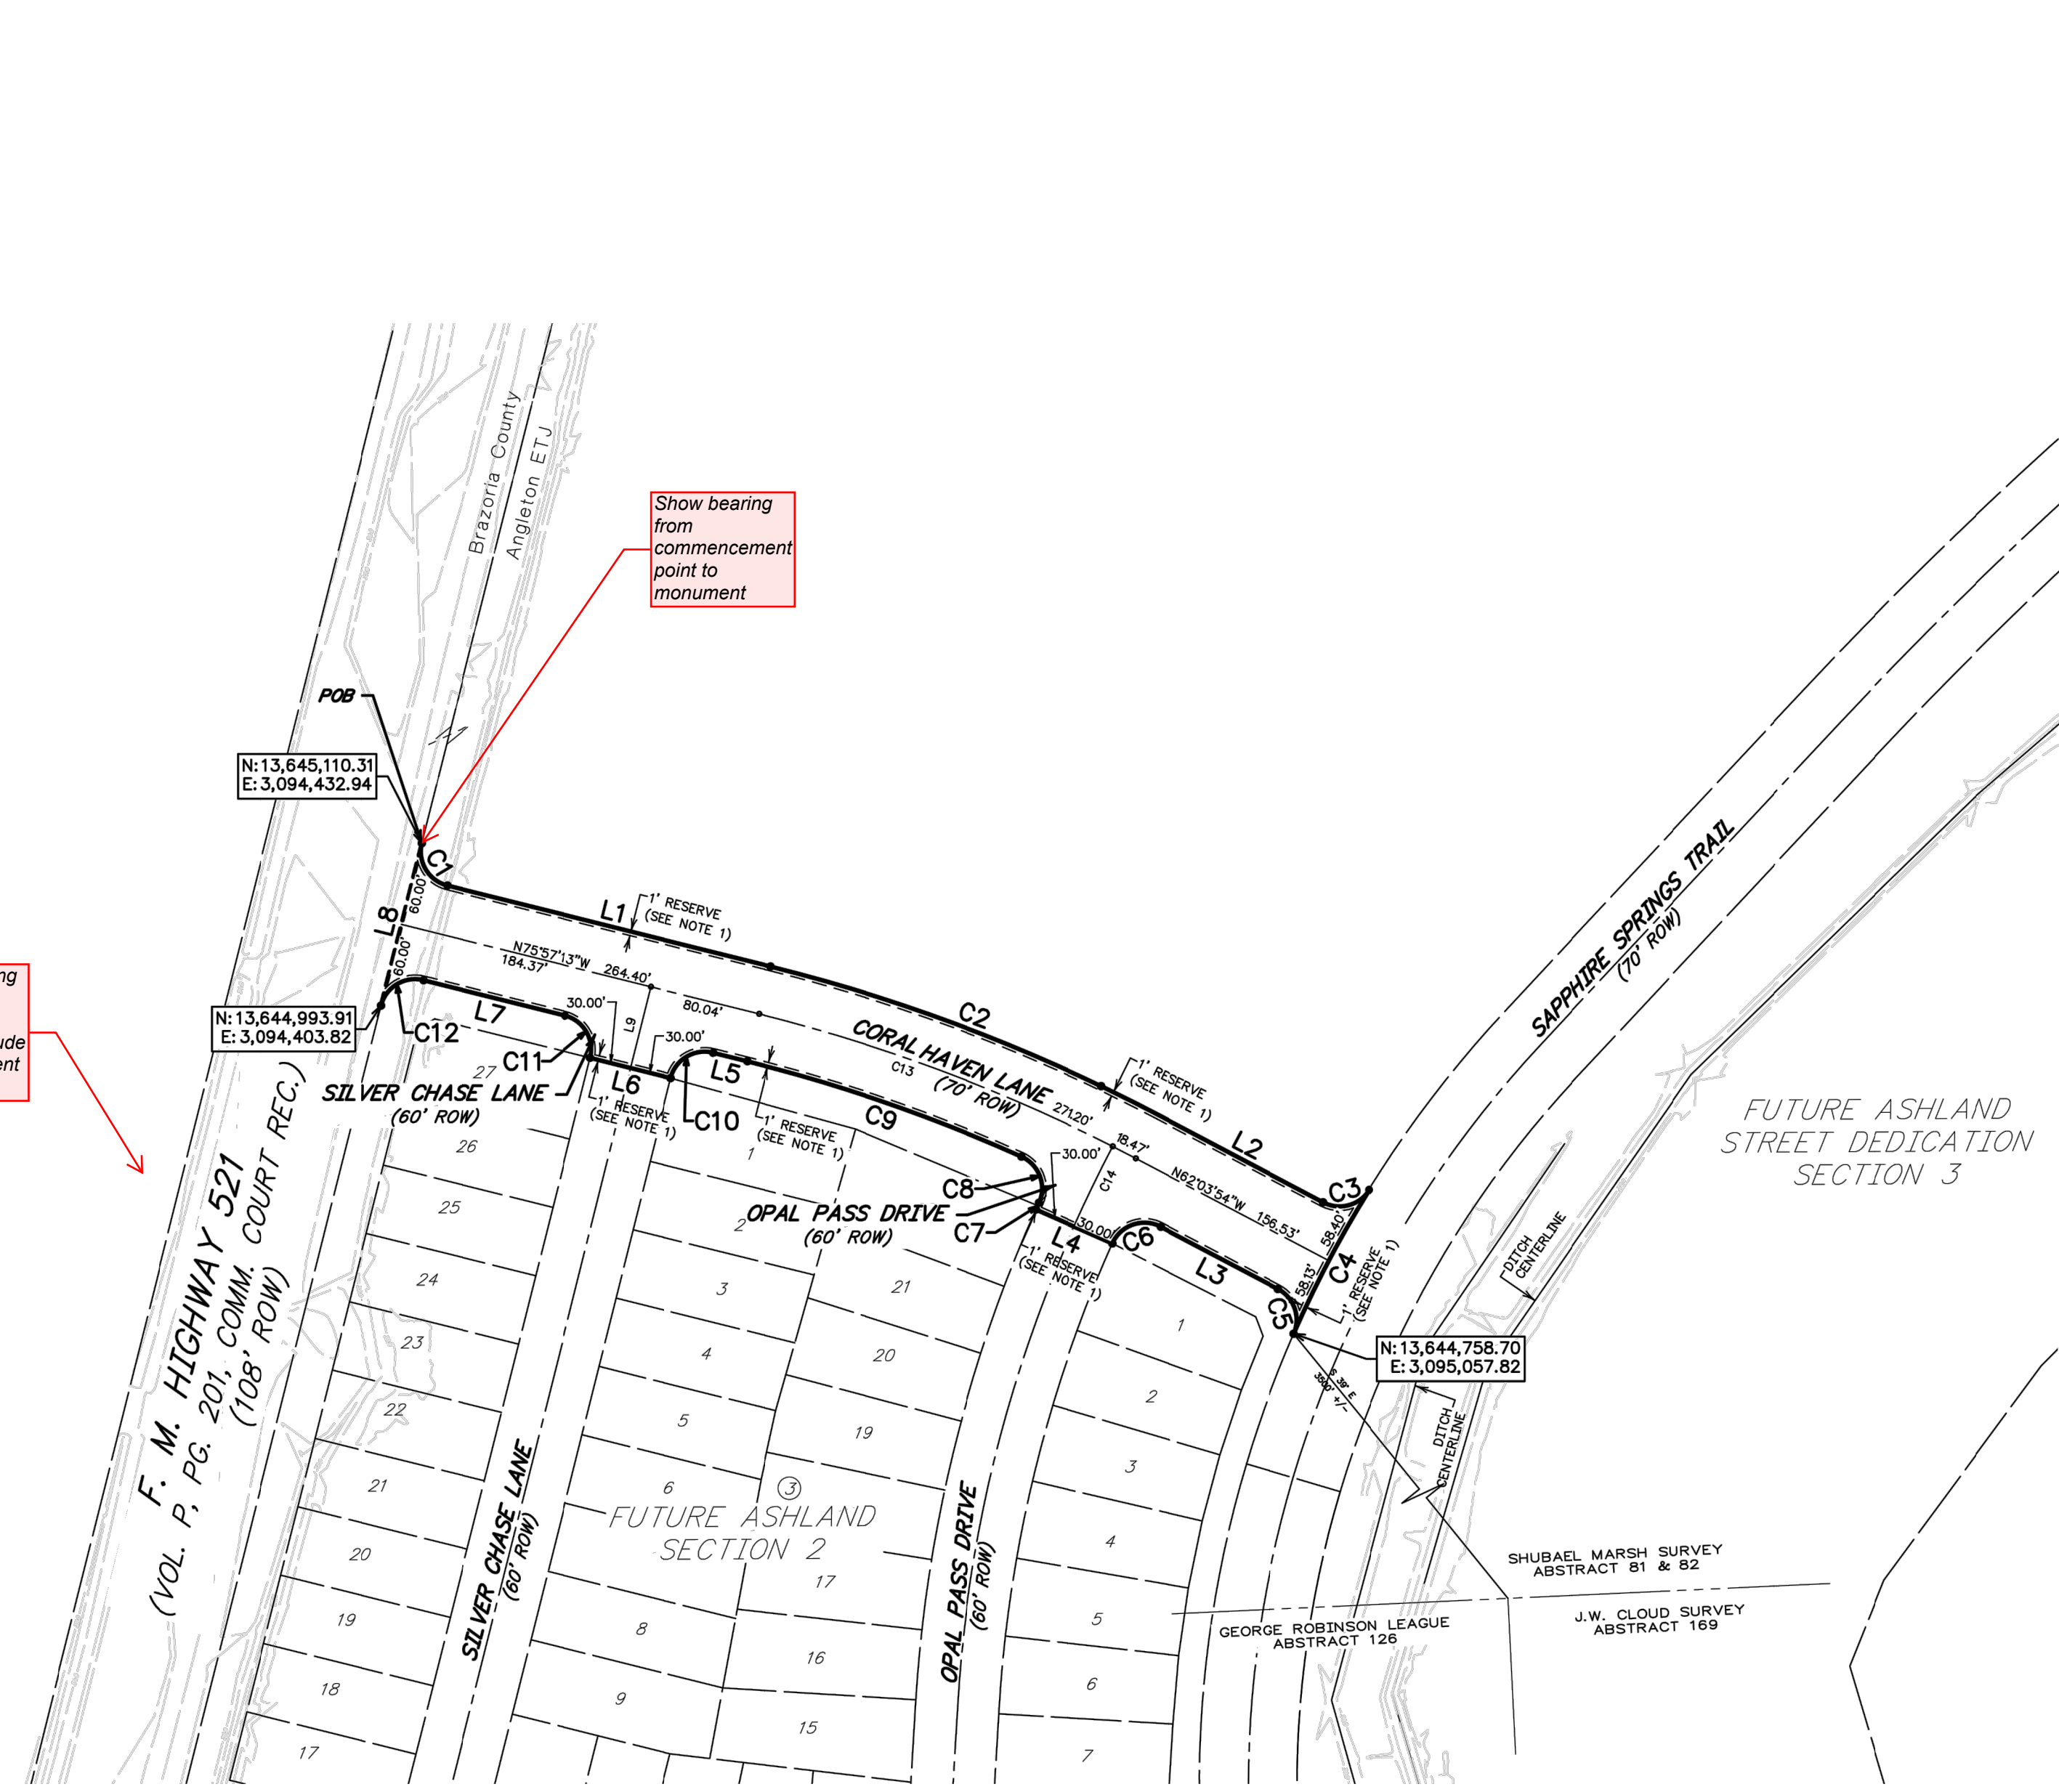 Brazoria County
Angleton ETJ
Show bearing
from
commencement
point to
monument
POB
N: 13,645,110.31
E: 3,094,432.94
C1
60.00'
L8
60.00'
L1
1' RESERVE
(SEE NOTE 1)
N75°57'13"W
184.37'
264.40'
80.04'
C2
CORAL HAVEN LANE
(70' ROW)
C13
271.20'
N: 13,644,993.91
E: 3,094,403.82
C12
L7
30.00'
L9
30.00'
C11
L6
L5
C10
C9
27
SILVER CHASE LANE
(60' ROW)
1' RESERVE
(SEE NOTE 1)
1' RESERVE
(SEE NOTE 1)
1' RESERVE
(SEE NOTE 1)
L2
18.47'
30.00'
C14
N62°03'54"W
156.53'
C3
58.40'
C4
58.13'
1' RESERVE
(SEE NOTE 1)
C8
OPAL PASS DRIVE
(60' ROW)
C7
L4
30.00'
C6
L3
C5
1' RESERVE
(SEE NOTE 1)
N: 13,644,758.70
E: 3,095,057.82
39' E
3500' +/-
SAPPHIRE SPRINGS TRAIL
(70' ROW)
DITCH
CENTERLINE
DITCH
CENTERLINE
FUTURE ASHLAND
STREET DEDICATION
SECTION 3
ng
ude
ent
F. M. HIGHWAY 521
(VOL. P, PG. 201, COMM. COURT REC.)
(108' ROW)
26
25
24
23
22
21
20
19
18
17
SILVER CHASE LANE
(60' ROW)
1
2
3
4
5
6
8
9
3
FUTURE ASHLAND
SECTION 2
21
20
19
17
16
15
OPAL PASS DRIVE
(60' ROW)
1
2
3
4
5
6
7
SHUBAEL MARSH SURVEY
ABSTRACT 81 & 82
GEORGE ROBINSON LEAGUE
ABSTRACT 126
J.W. CLOUD SURVEY
ABSTRACT 169